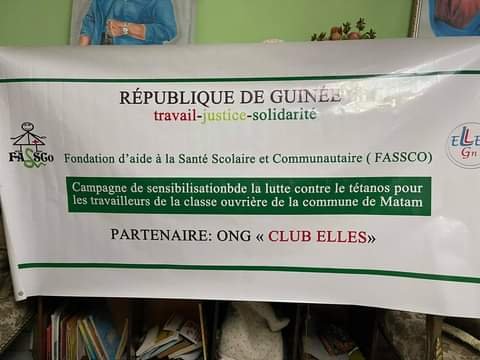 RÉPUBLIQUE DE GUINÉE
travail-justice-solidarité
FASSCo
Fondation d'aide à la Santé Scolaire et Communautaire ( FASSCO)
ELLE
Gn
Campagne de sensibilisationbde la lutte contre le tétanos pour
les travailleurs de la classe ouvrière de la commune de Matam
PARTENAIRE: ONG « CLUB ELLES»